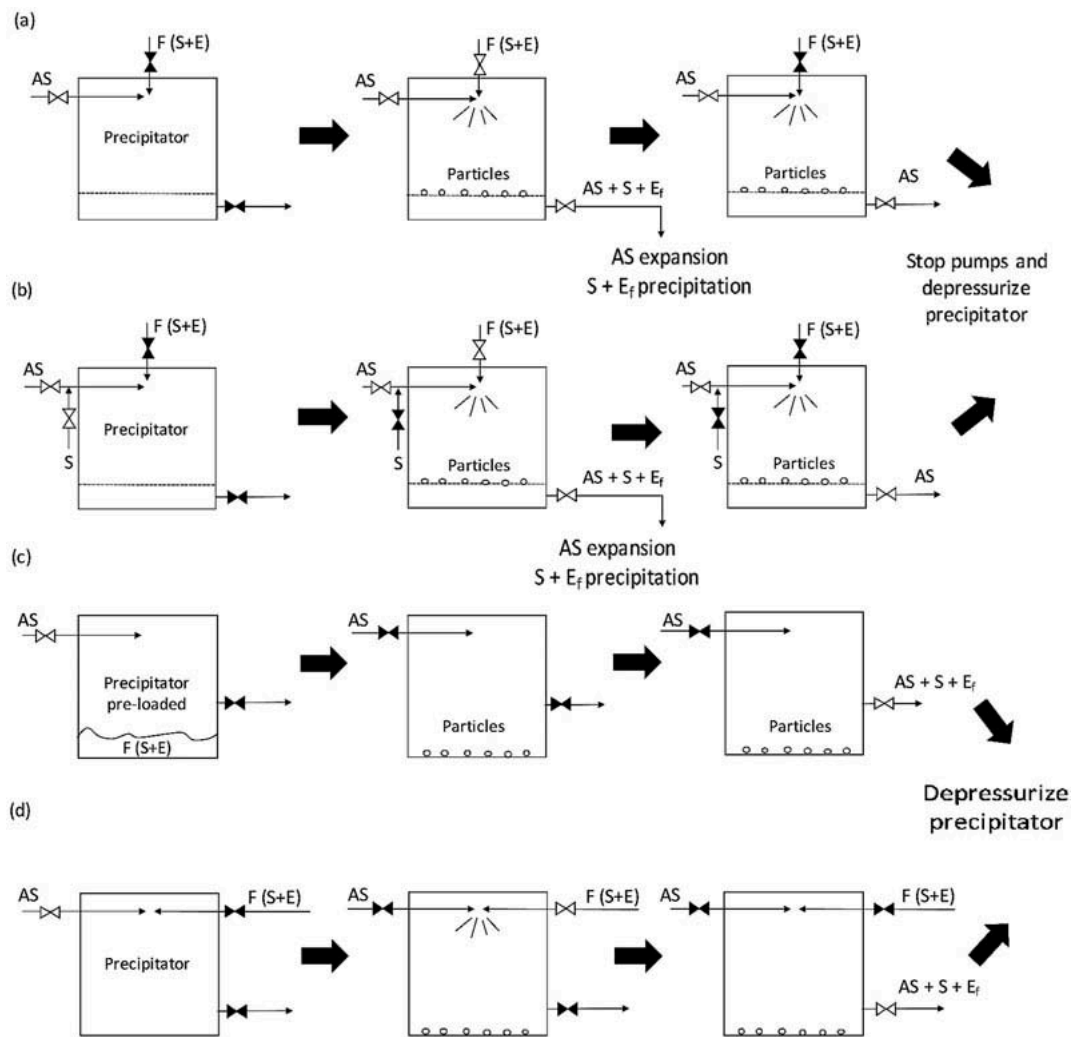 (a)
F (S+E)
AS
Precipitator
F (S+E)
AS
Particles
AS + S + E_f
AS expansion
S + E_f precipitation
F (S+E)
AS
Particles
AS
Stop pumps and
depressurize
precipitator
(b)
F (S+E)
AS
S
Precipitator
F (S+E)
AS
S
Particles
AS + S + E_f
AS expansion
S + E_f precipitation
F (S+E)
AS
S
Particles
AS
(c)
AS
Precipitator
pre-loaded
F (S+E)
AS
Particles
AS
Particles
AS + S + E_f
Depressurize
precipitator
(d)
AS
F (S+E)
Precipitator
AS
F (S+E)
AS
F (S+E)
AS + S + E_f